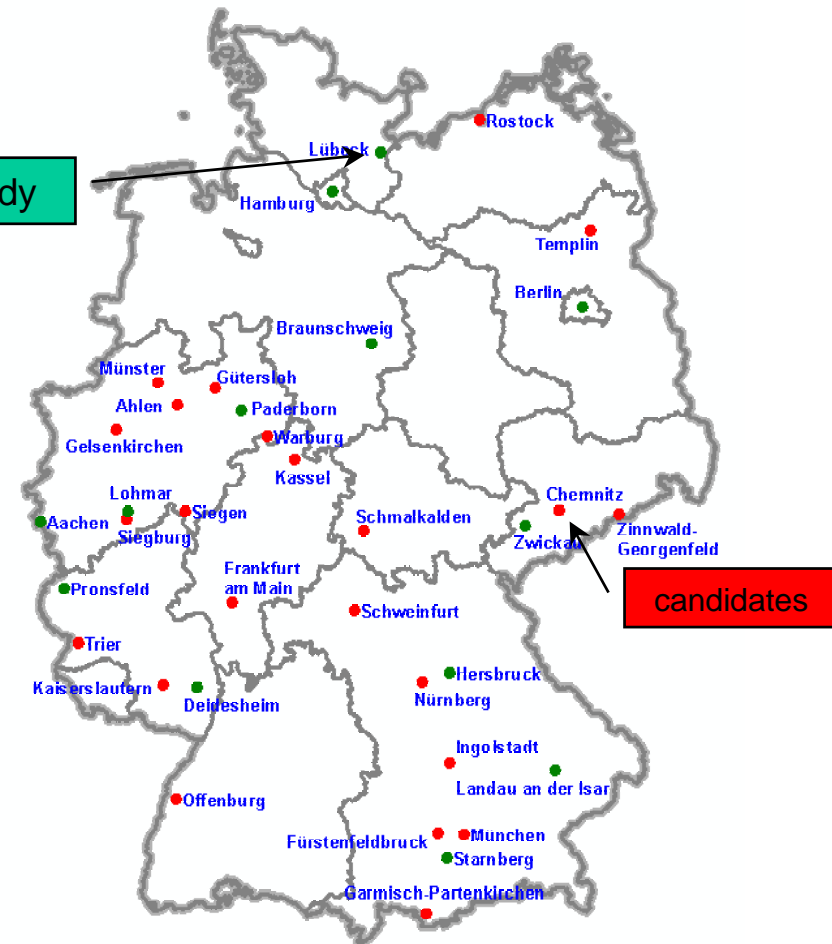 Rostock
Lübeck
dy
Hamburg
Templin
Berlin
Braunschweig
Münster
Gütersloh
Ahlen
Paderborn
Gelsenkirchen
Warburg
Kassel
Lohmar
Chemnitz
Aachen
Siegen
Siegburg
Schmalkalden
Zwickau
Zinnwald-
Georgenfeld
Frankfurt
am Main
Pronsfeld
candidates
Schweinfurt
Trier
Hersbruck
Kaiserslautern
Nürnberg
Deidesheim
Ingolstadt
Landau an der Isar
Offenburg
Fürstenfeldbruck
München
Starnberg
Garmisch-Partenkirchen